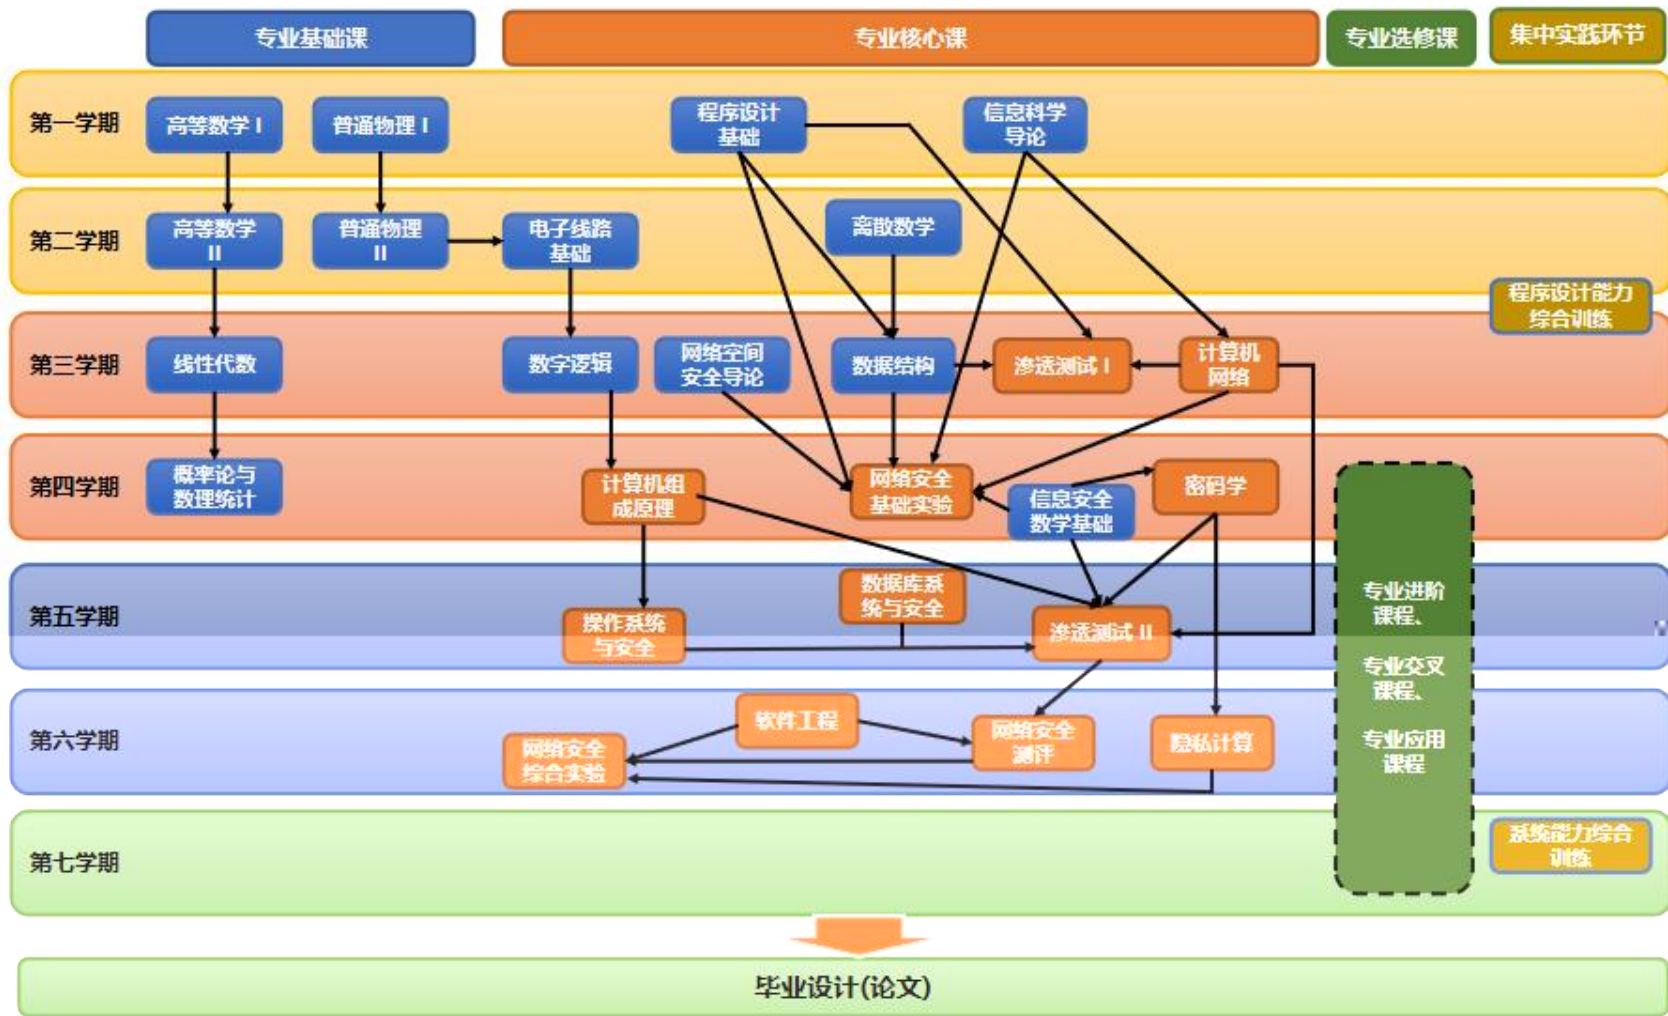 专业基础课
专业核心课
专业选修课
集中实践环节
第一学期
高等数学 I
普通物理 I
程序设计
基础
信息科学
导论
第二学期
高等数学
II
普通物理
II
电子线路
基础
离散数学
程序设计能力
综合训练
第三学期
线性代数
数字逻辑
网络空间
安全导论
数据结构
渗透测试 I
计算机
网络
第四学期
概率论与
数理统计
计算机组
成原理
网络安全
基础实验
信息安全
数学基础
密码学
第五学期
操作系统
与安全
数据库系
统与安全
渗透测试 II
专业进阶
课程、
专业交叉
课程、
专业应用
课程
第六学期
网络安全
综合实验
软件工程
网络安全
测评
隐私计算
第七学期
系统能力综合
训练
毕业设计(论文)